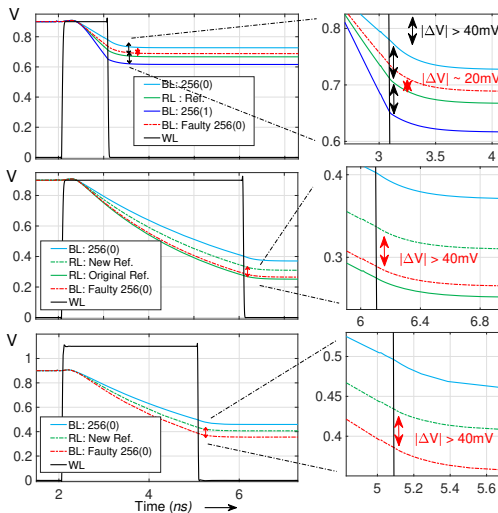 V
0.8
0.6
0.4
0.2
0
BL: 256(0)
RL : Ref.
BL: 256(1)
BL: Faulty 256(0)
WL
0.8
0.7
0.6
3
3.5
4
|ΔV| > 40mV
|ΔV| ~ 20mV
V
0.8
0.6
0.4
0.2
0
BL: 256(0)
RL: New Ref.
RL: Original Ref.
BL: Faulty 256(0)
WL
0.4
0.3
6
6.4
6.8
|ΔV| > 40mV
V
1
0.8
0.6
0.4
0.2
0
BL: 256(0)
RL: New Ref.
BL: Faulty 256(0)
WL
2
4
6
Time (ns)
0.5
0.4
5
5.2
5.4
5.6
|ΔV| > 40mV